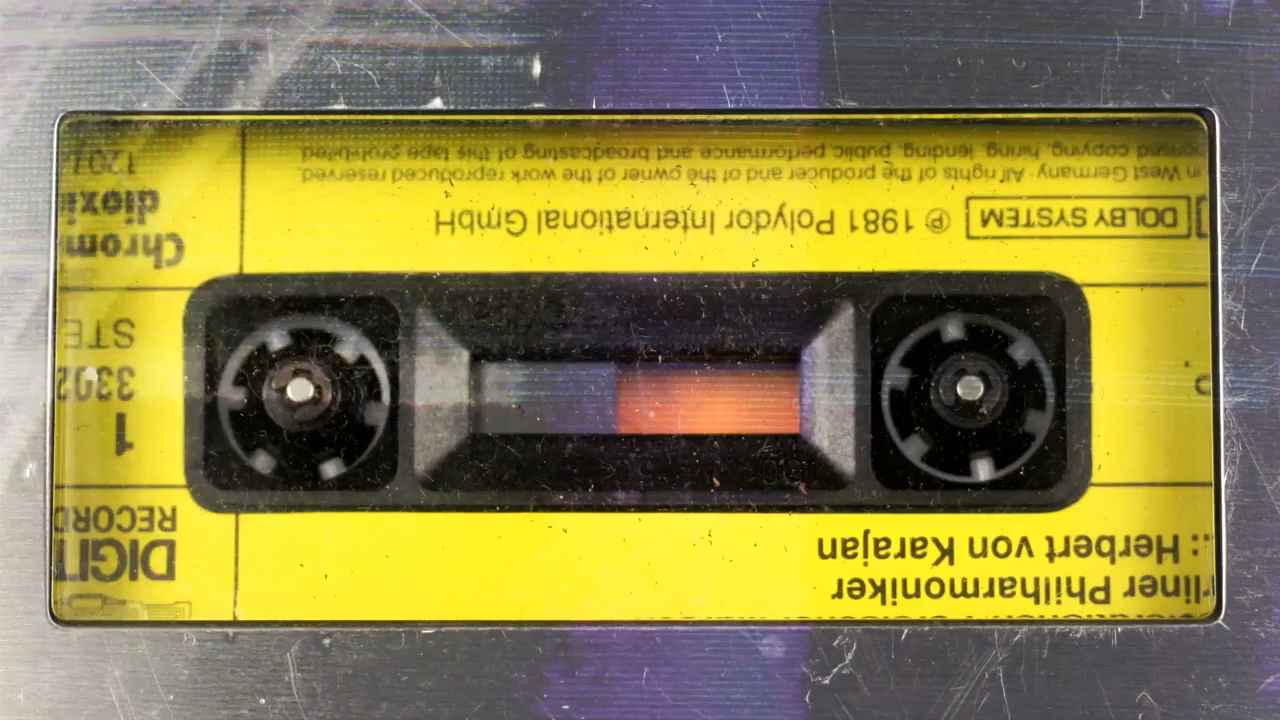 rliner Philharmoniker
DIGIT
: Herbert von Karajan
RECORD
1
3302
STE
DOLBY SYSTEM ℗ 1981 Polydor International GmbH
Chrom
dioxi
in West Germany · All rights of the producer and of the owner of the work reproduced reserved.
copying, hiring, lending, public performance and broadcasting of this tape prohibited
120